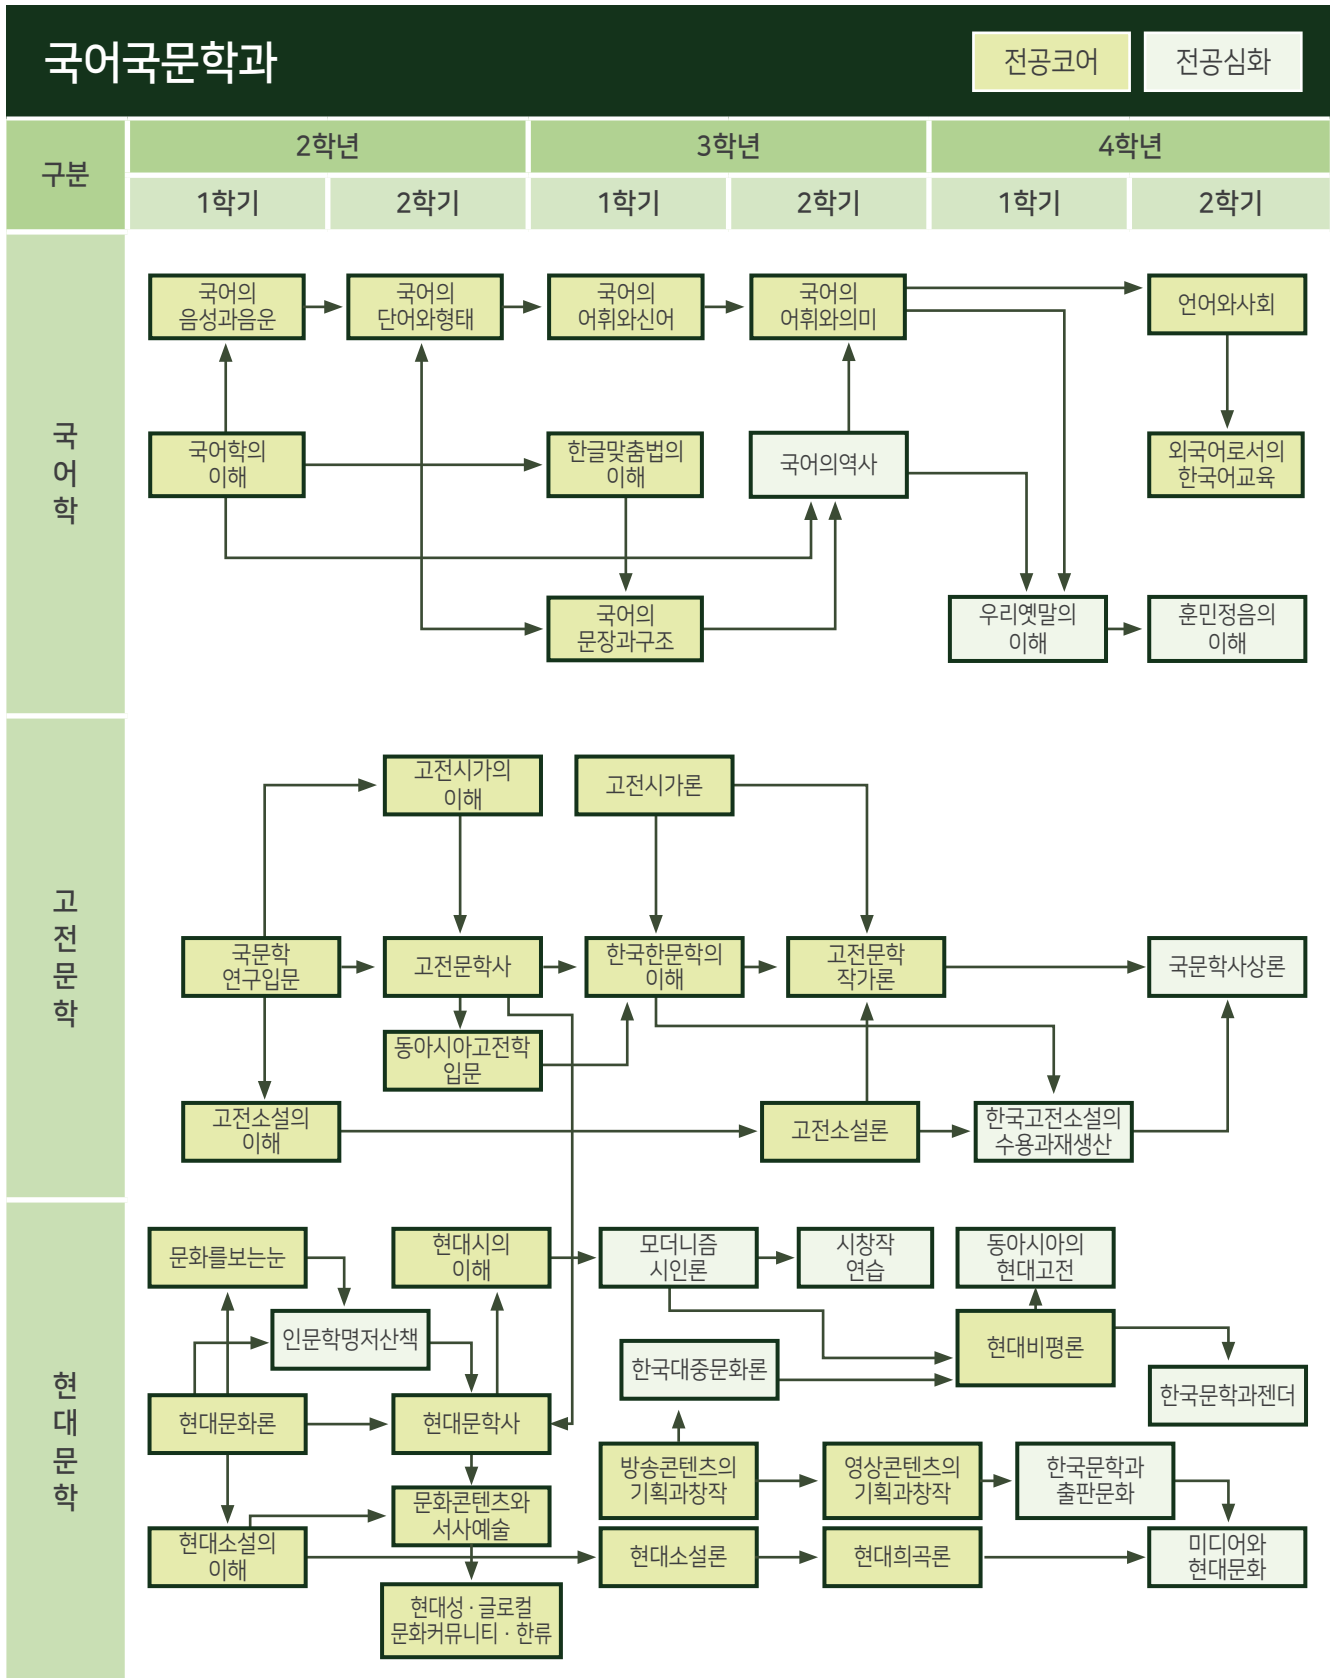 국어국문학과
전공코어
전공심화
구분
2학년
3학년
4학년
1학기
2학기
1학기
2학기
1학기
2학기
국어학
국어의
음성과음운
국어의
단어와형태
국어의
어휘와신어
국어의
어휘와의미
언어와사회
국어학의
이해
한글맞춤법의
이해
국어의역사
외국어로서의
한국어교육
국어의
문장과구조
우리옛말의
이해
훈민정음의
이해
고전문학
고전시가의
이해
고전시가론
국문학
연구입문
고전문학사
한국한문학의
이해
고전문학
작가론
국문학사상론
동아시아고전학
입문
고전소설의
이해
고전소설론
한국고전소설의
수용과재생산
현대문학
문화를보는눈
현대시의
이해
모더니즘
시인론
시창작
연습
동아시아의
현대고전
인문학명저산책
한국대중문화론
현대비평론
한국문학과젠더
현대문화론
현대문학사
방송콘텐츠의
기획과창작
영상콘텐츠의
기획과창작
한국문학과
출판문화
문화콘텐츠와
서사예술
현대소설의
이해
현대소설론
현대희곡론
미디어와
현대문화
현대성·글로컬
문화커뮤니티·한류